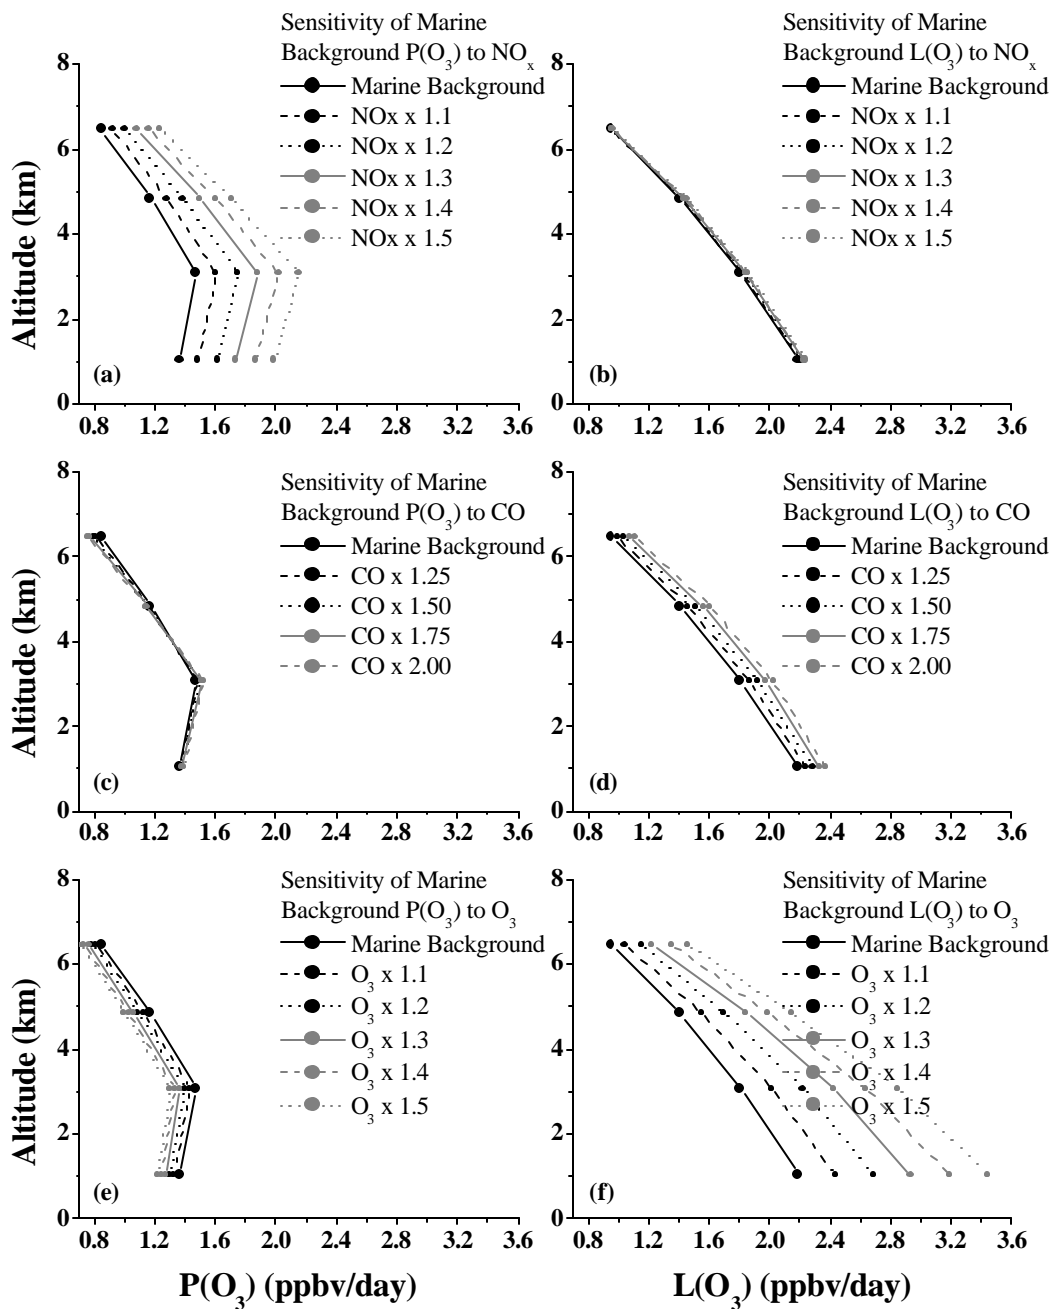 Sensitivity of Marine
Background P(O₃) to NOₓ
Marine Background
NOx x 1.1
NOx x 1.2
NOx x 1.3
NOx x 1.4
NOx x 1.5
Altitude (km)
8
6
4
2
0
(a)
0.8 1.2 1.6 2.0 2.4 2.8 3.2 3.6
Sensitivity of Marine
Background L(O₃) to NOₓ
Marine Background
NOx x 1.1
NOx x 1.2
NOx x 1.3
NOx x 1.4
NOx x 1.5
8
6
4
2
0
(b)
0.8 1.2 1.6 2.0 2.4 2.8 3.2 3.6
Sensitivity of Marine
Background P(O₃) to CO
Marine Background
CO x 1.25
CO x 1.50
CO x 1.75
CO x 2.00
Altitude (km)
8
6
4
2
0
(c)
0.8 1.2 1.6 2.0 2.4 2.8 3.2 3.6
Sensitivity of Marine
Background L(O₃) to CO
Marine Background
CO x 1.25
CO x 1.50
CO x 1.75
CO x 2.00
8
6
4
2
0
(d)
0.8 1.2 1.6 2.0 2.4 2.8 3.2 3.6
Sensitivity of Marine
Background P(O₃) to O₃
Marine Background
O₃ x 1.1
O₃ x 1.2
O₃ x 1.3
O₃ x 1.4
O₃ x 1.5
Altitude (km)
8
6
4
2
0
(e)
0.8 1.2 1.6 2.0 2.4 2.8 3.2 3.6
P(O₃) (ppbv/day)
Sensitivity of Marine
Background L(O₃) to O₃
Marine Background
O₃ x 1.1
O₃ x 1.2
O₃ x 1.3
O₃ x 1.4
O₃ x 1.5
8
6
4
2
0
(f)
0.8 1.2 1.6 2.0 2.4 2.8 3.2 3.6
L(O₃) (ppbv/day)